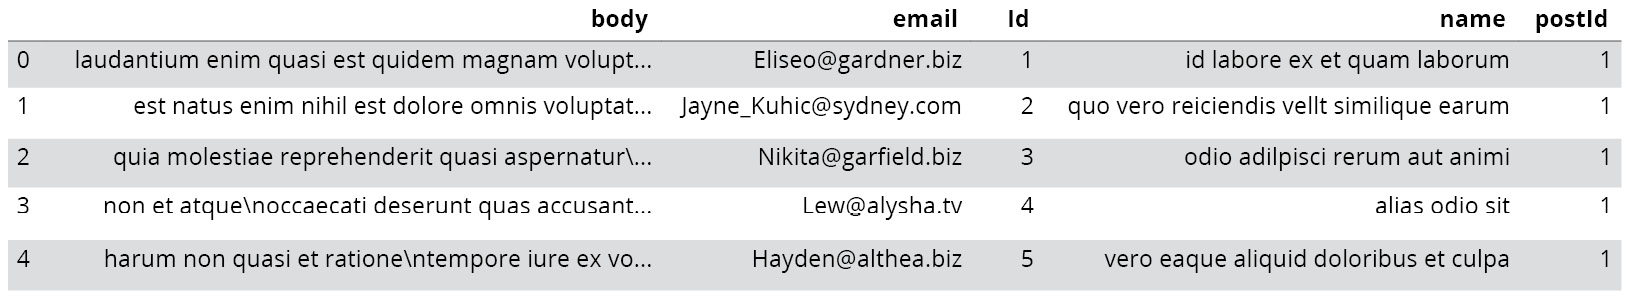 body email Id name postId
0 laudantium enim quasi est quidem magnam volupt... Eliseo@gardner.biz 1 id labore ex et quam laborum 1
1 est natus enim nihil est dolore omnis voluptat... Jayne_Kuhic@sydney.com 2 quo vero reiciendis vellt similique earum 1
2 quia molestiae reprehenderit quasi aspernatur\... Nikita@garfield.biz 3 odio adilpisci rerum aut animi 1
3 non et atque\noccaecati deserunt quas accusant... Lew@alysha.tv 4 alias odio sit 1
4 harum non quasi et ratione\ntempore iure ex vo... Hayden@althea.biz 5 vero eaque aliquid doloribus et culpa 1